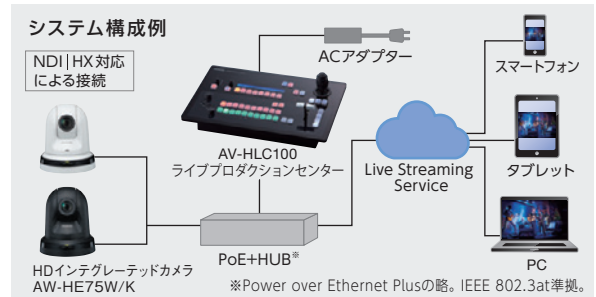 システム構成例
NDI|HX対応
による接続
ACアダプター
スマートフォン
AV-HLC100
ライブプロダクションセンター
Live Streaming
Service
タブレット
PoE+HUB※
PC
HDインテグレーテッドカメラ
AW-HE75W/K
※Power over Ethernet Plusの略。IEEE 802.3at準拠。